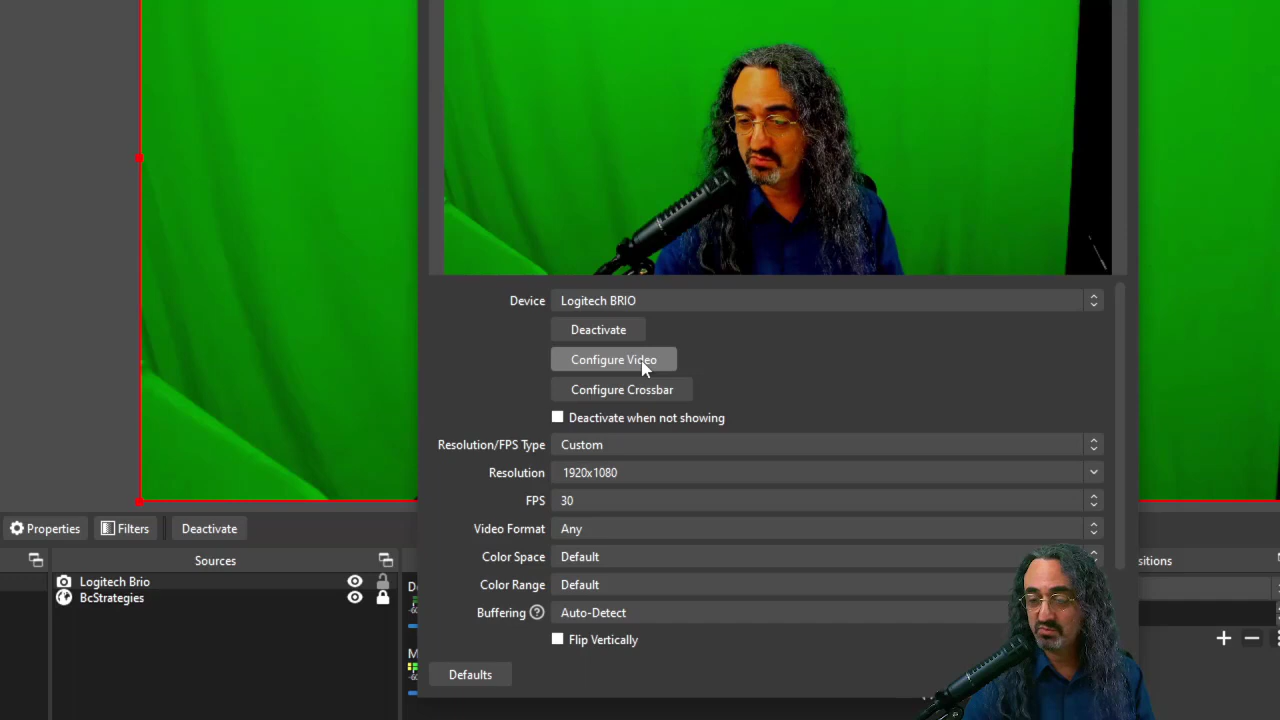 Device Logitech BRIO
Deactivate
Configure Video
Configure Crossbar
Deactivate when not showing
Resolution/FPS Type Custom
Resolution 1920x1080
FPS 30
Video Format Any
Color Space Default
Color Range Default
Buffering ? Auto-Detect
Flip Vertically
Defaults
Properties Filters Deactivate
Sources
Logitech Brio
BcStrategies
sitions